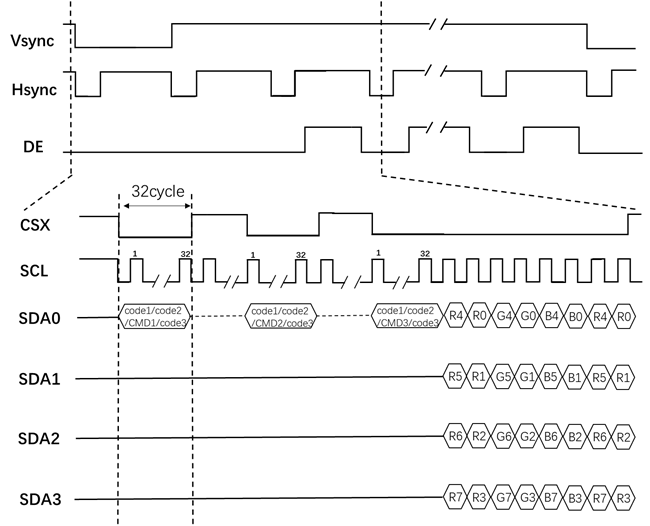 Vsync
Hsync
DE
32cycle
CSX
1 32 1 32 1 32
SCL
code1/code2 code1/code2 code1/code2
/CMD1/code3 /CMD2/code3 /CMD3/code3
SDA0 R4 R0 G4 G0 B4 B0 R4 R0
SDA1 R5 R1 G5 G1 B5 B1 R5 R1
SDA2 R6 R2 G6 G2 B6 B2 R6 R2
SDA3 R7 R3 G7 G3 B7 B3 R7 R3